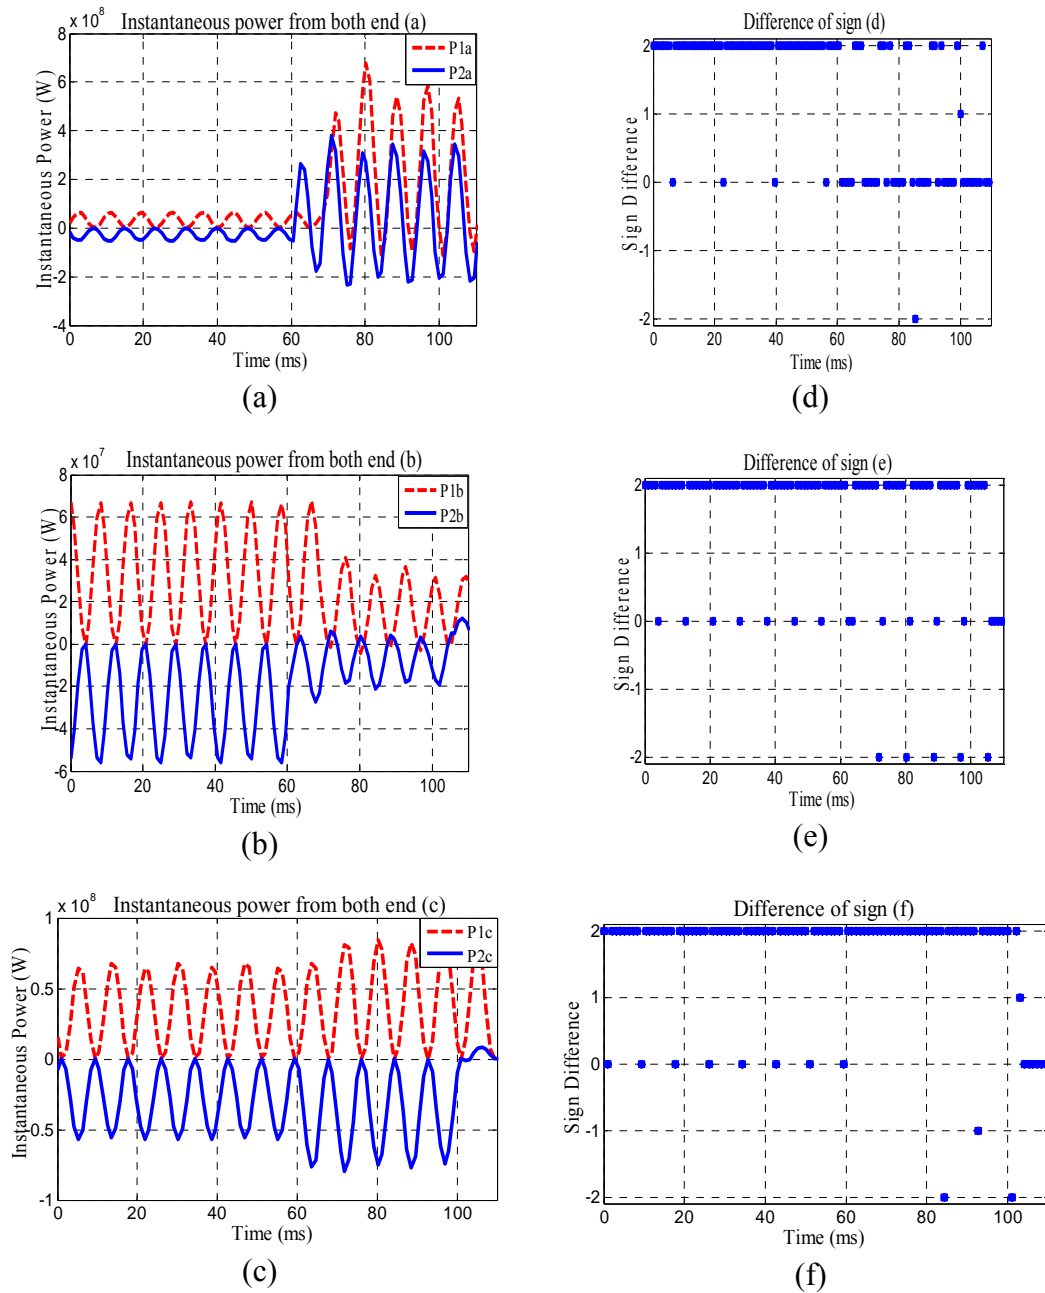 x 10^8
Instantaneous power from both end (a)
Instantaneous Power (W)
8
6
4
2
0
-2
-4
P1a
P2a
0 20 40 60 80 100
Time (ms)
(a)
Difference of sign (d)
Sign Difference
2
1
0
-1
-2
0 20 40 60 80 100
Time (ms)
(d)
x 10^7
Instantaneous power from both end (b)
Instantaneous Power (W)
8
6
4
2
0
-2
-4
-6
P1b
P2b
0 20 40 60 80 100
Time (ms)
(b)
Difference of sign (e)
Sign Difference
2
1
0
-1
-2
0 20 40 60 80 100
Time (ms)
(e)
x 10^8
Instantaneous power from both end (c)
Instantaneous Power (W)
1
0.5
0
-0.5
-1
P1c
P2c
0 20 40 60 80 100
Time (ms)
(c)
Difference of sign (f)
Sign Difference
2
1
0
-1
-2
0 20 40 60 80 100
Time (ms)
(f)